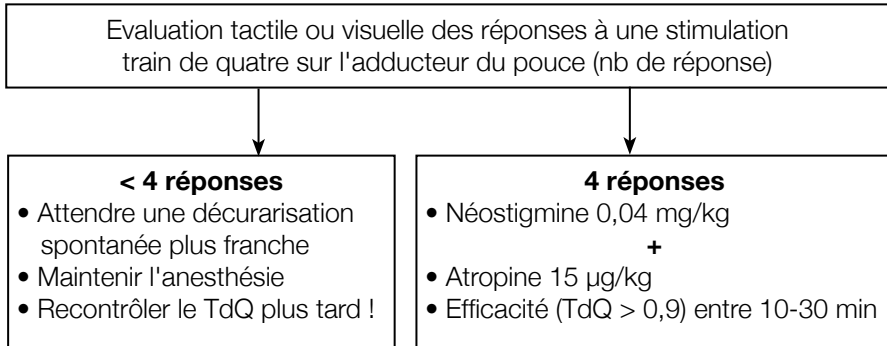 Evaluation tactile ou visuelle des réponses à une stimulation
train de quatre sur l'adducteur du pouce (nb de réponse)
< 4 réponses
• Attendre une décurarisation
spontanée plus franche
• Maintenir l'anesthésie
• Recontrôler le TdQ plus tard !
4 réponses
• Néostigmine 0,04 mg/kg
+
• Atropine 15 µg/kg
• Efficacité (TdQ > 0,9) entre 10-30 min